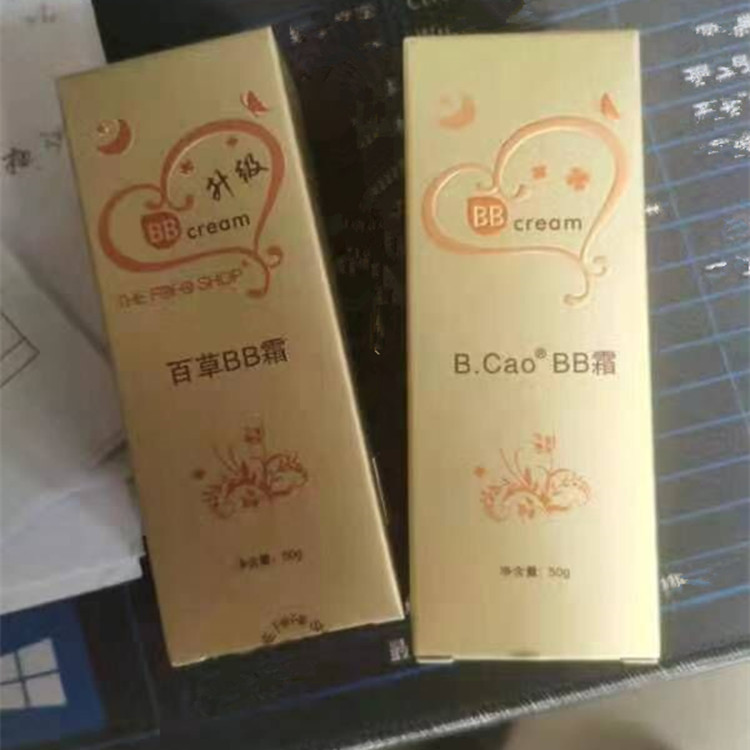 升级
BB cream
THE FaFa SHOP
百草BB霜
净含量: 50g
BB cream
B.Cao® BB霜
净含量: 50g